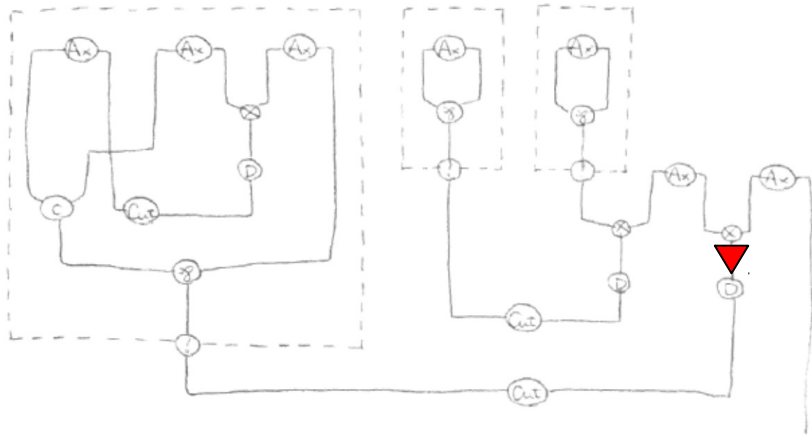 Ax Ax Ax Ax Ax
⊗ ⅋ ⅋
D ! ! Ax Ax
C Cut ⊗ ⊗
⅋ D D
! Cut
Cut